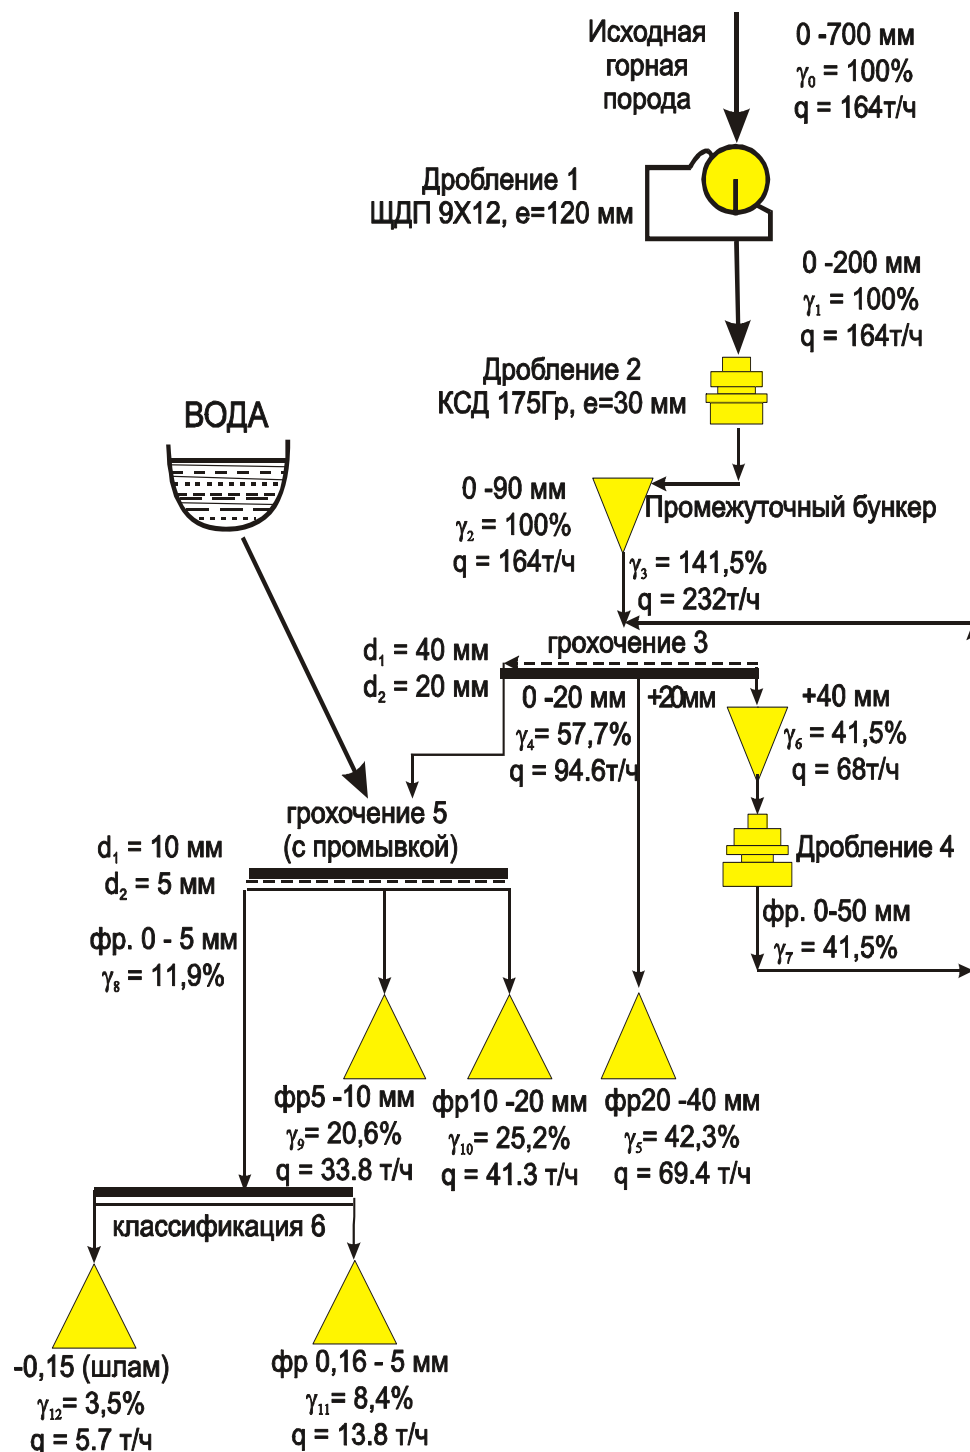 Исходная
горная
порода
0 -700 мм
γ₀ = 100%
q = 164т/ч
Дробление 1
ЩДП 9Х12, е=120 мм
0 -200 мм
γ₁ = 100%
q = 164т/ч
Дробление 2
КСД 175Гр, е=30 мм
ВОДА
0 -90 мм
γ₂ = 100%
q = 164т/ч
Промежуточный бункер
γ₃ = 141,5%
q = 232т/ч
грохочение 3
d₁ = 40 мм
d₂ = 20 мм
0 -20 мм
γ₄ = 57,7%
q = 94.6т/ч
+40 мм
γ₆ = 41,5%
q = 68т/ч
грохочение 5
(с промывкой)
d₁ = 10 мм
d₂ = 5 мм
Дробление 4
фр. 0-50 мм
γ₇ = 41,5%
фр. 0 - 5 мм
γ₈ = 11,9%
фр5 -10 мм
γ₉= 20,6%
q = 33.8 т/ч
фр10 -20 мм
γ₁₀= 25,2%
q = 41.3 т/ч
фр20 -40 мм
γ₅ = 42,3%
q = 69.4 т/ч
классификация 6
-0,15 (шлам)
γ₁₂= 3,5%
q = 5.7 т/ч
фр 0,16 - 5 мм
γ₁₁= 8,4%
q = 13.8 т/ч